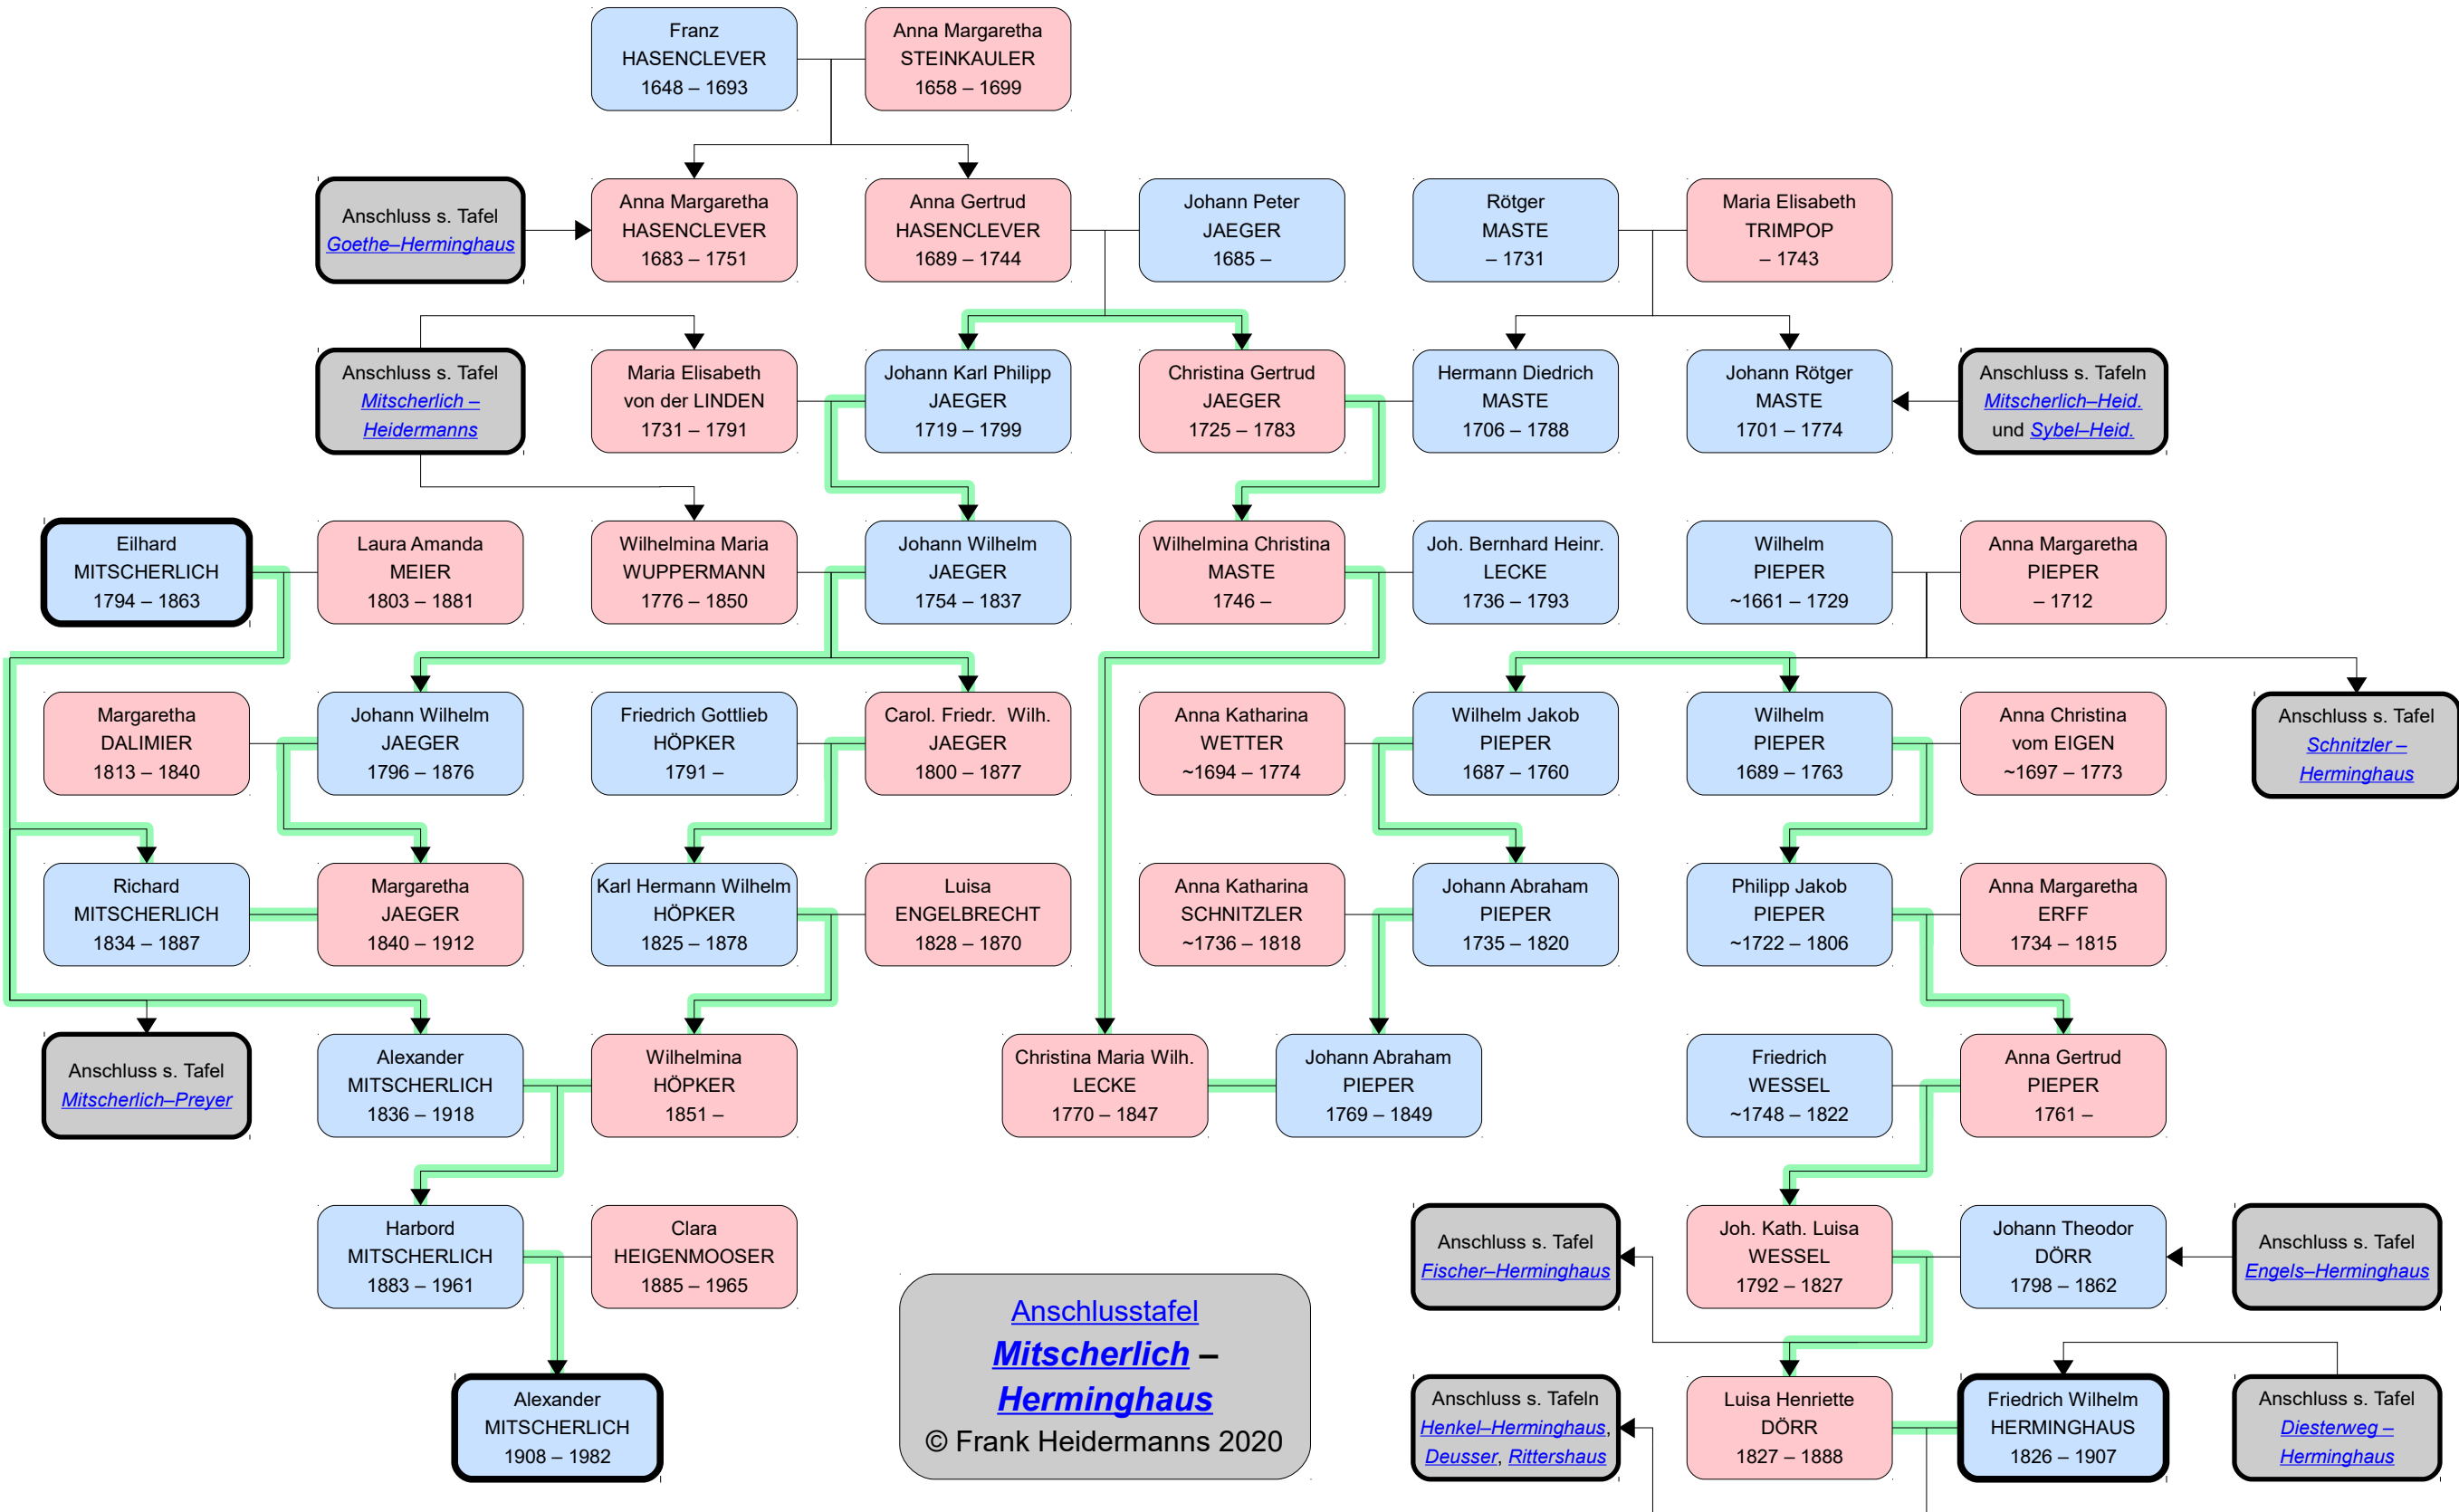 Franz
HASENCLEVER
1648 – 1693
Anna Margaretha
STEINKAULER
1658 – 1699
Anschluss s. Tafel
Goethe–Herminghaus
Anna Margaretha
HASENCLEVER
1683 – 1751
Anna Gertrud
HASENCLEVER
1689 – 1744
Johann Peter
JAEGER
1685 –
Rötger
MASTE
– 1731
Maria Elisabeth
TRIMPOP
– 1743
Anschluss s. Tafel
Mitscherlich –
Heidermanns
Maria Elisabeth
von der LINDEN
1731 – 1791
Johann Karl Philipp
JAEGER
1719 – 1799
Christina Gertrud
JAEGER
1725 – 1783
Hermann Diedrich
MASTE
1706 – 1788
Johann Rötger
MASTE
1701 – 1774
Anschluss s. Tafeln
Mitscherlich–Heid.
und Sybel–Heid.
Eilhard
MITSCHERLICH
1794 – 1863
Laura Amanda
MEIER
1803 – 1881
Wilhelmina Maria
WUPPERMANN
1776 – 1850
Johann Wilhelm
JAEGER
1754 – 1837
Wilhelmina Christina
MASTE
1746 –
Joh. Bernhard Heinr.
LECKE
1736 – 1793
Wilhelm
PIEPER
~1661 – 1729
Anna Margaretha
PIEPER
– 1712
Margaretha
DALIMIER
1813 – 1840
Johann Wilhelm
JAEGER
1796 – 1876
Friedrich Gottlieb
HÖPKER
1791 –
Carol. Friedr. Wilh.
JAEGER
1800 – 1877
Anna Katharina
WETTER
~1694 – 1774
Wilhelm Jakob
PIEPER
1687 – 1760
Wilhelm
PIEPER
1689 – 1763
Anna Christina
vom EIGEN
~1697 – 1773
Anschluss s. Tafel
Schnitzler –
Herminghaus
Richard
MITSCHERLICH
1834 – 1887
Margaretha
JAEGER
1840 – 1912
Karl Hermann Wilhelm
HÖPKER
1825 – 1878
Luisa
ENGELBRECHT
1828 – 1870
Anna Katharina
SCHNITZLER
~1736 – 1818
Johann Abraham
PIEPER
1735 – 1820
Philipp Jakob
PIEPER
~1722 – 1806
Anna Margaretha
ERFF
1734 – 1815
Anschluss s. Tafel
Mitscherlich–Preyer
Alexander
MITSCHERLICH
1836 – 1918
Wilhelmina
HÖPKER
1851 –
Christina Maria Wilh.
LECKE
1770 – 1847
Johann Abraham
PIEPER
1769 – 1849
Friedrich
WESSEL
~1748 – 1822
Anna Gertrud
PIEPER
1761 –
Harbord
MITSCHERLICH
1883 – 1961
Clara
HEIGENMOOSER
1885 – 1965
Anschluss s. Tafel
Fischer–Herminghaus
Joh. Kath. Luisa
WESSEL
1792 – 1827
Johann Theodor
DÖRR
1798 – 1862
Anschluss s. Tafel
Engels–Herminghaus
Anschlusstafel
Mitscherlich –
Herminghaus
© Frank Heidermanns 2020
Alexander
MITSCHERLICH
1908 – 1982
Anschluss s. Tafeln
Henkel–Herminghaus,
Deusser, Rittershaus
Luisa Henriette
DÖRR
1827 – 1888
Friedrich Wilhelm
HERMINGHAUS
1826 – 1907
Anschluss s. Tafel
Diesterweg –
Herminghaus